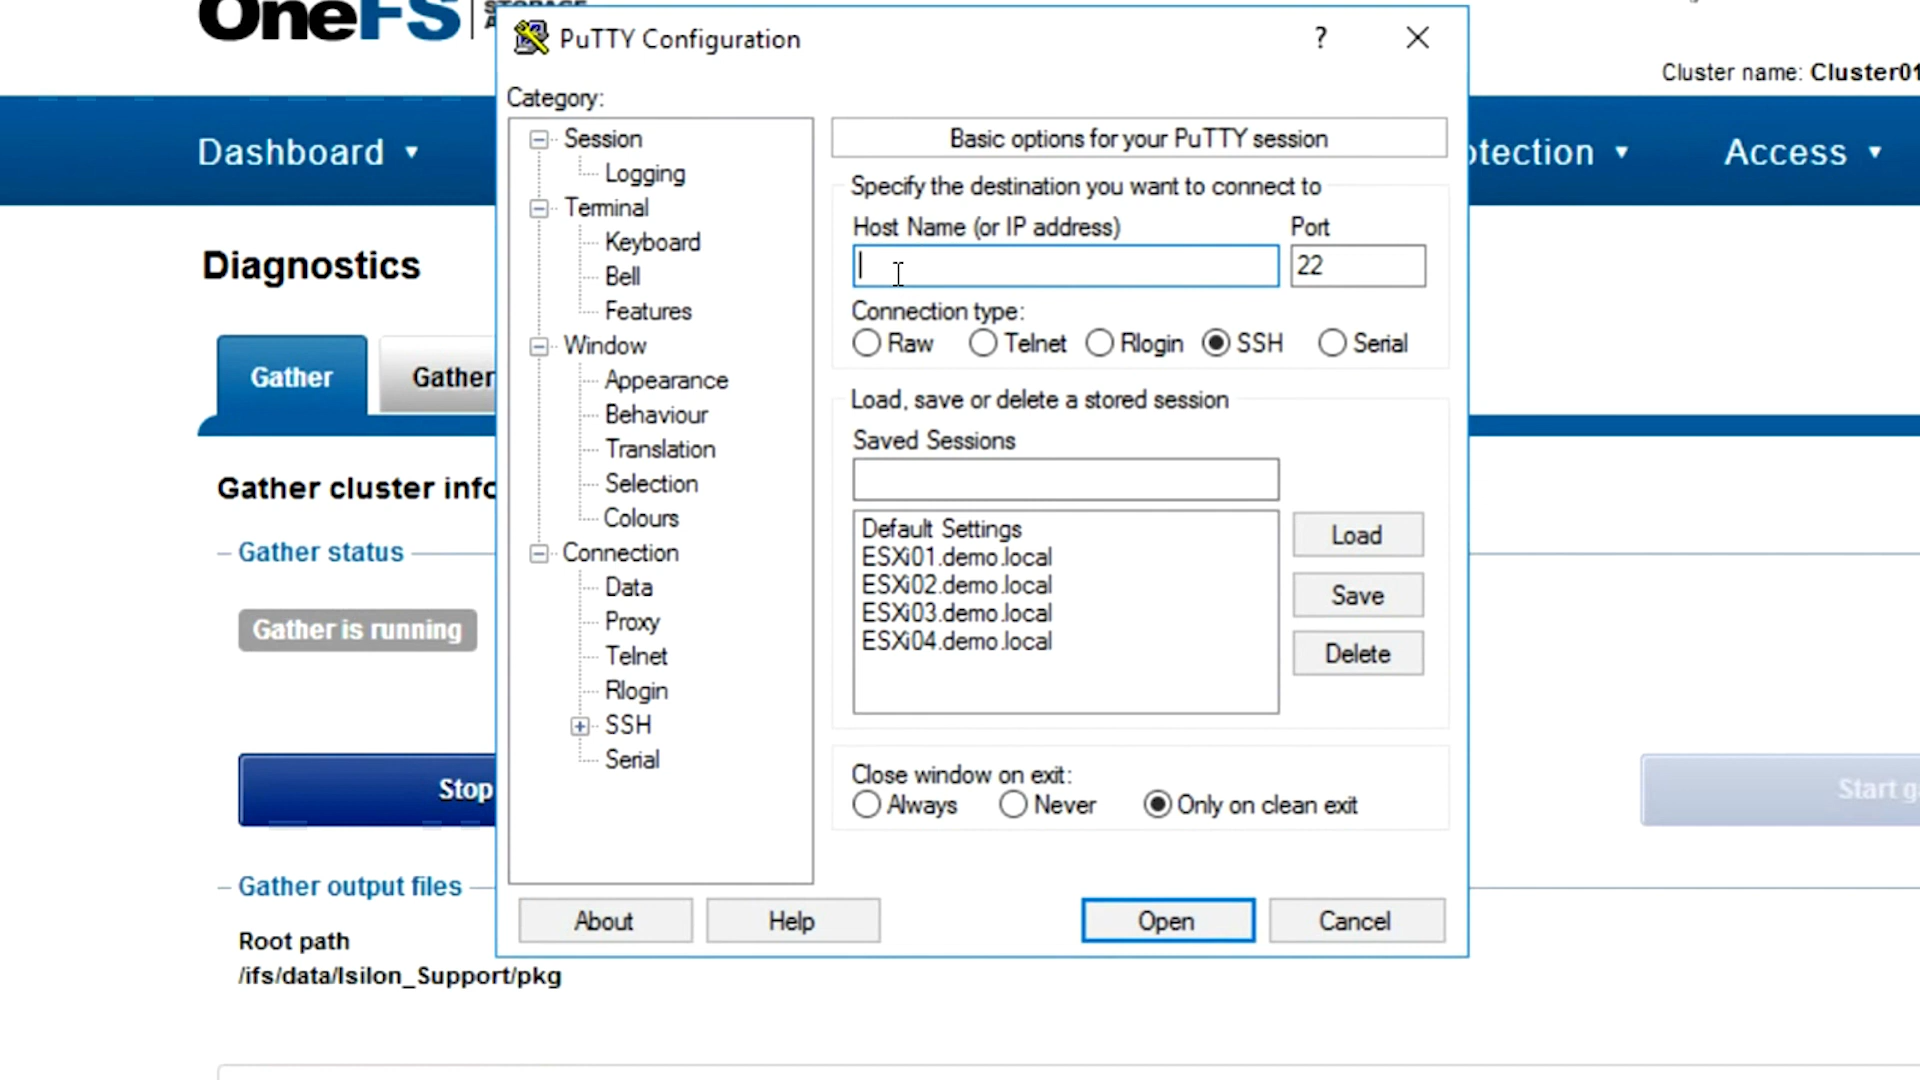 OneFS
PuTTY Configuration
?
Cluster name: Cluster01
Category:
Dashboard
otection
Access
Session
Logging
Terminal
Keyboard
Bell
Features
Window
Appearance
Behaviour
Translation
Selection
Colours
Connection
Data
Proxy
Telnet
Rlogin
SSH
Serial
Basic options for your PuTTY session
Specify the destination you want to connect to
Host Name (or IP address) Port
22
Connection type:
Raw Telnet Rlogin SSH Serial
Load, save or delete a stored session
Saved Sessions
Default Settings
ESXi01.demo.local
ESXi02.demo.local
ESXi03.demo.local
ESXi04.demo.local
Load
Save
Delete
Close window on exit:
Always Never Only on clean exit
About Help Open Cancel
Diagnostics
Gather Gather
Gather cluster info
Gather status
Gather is running
Stop
Start g
Gather output files
Root path
/ifs/data/Isilon_Support/pkg